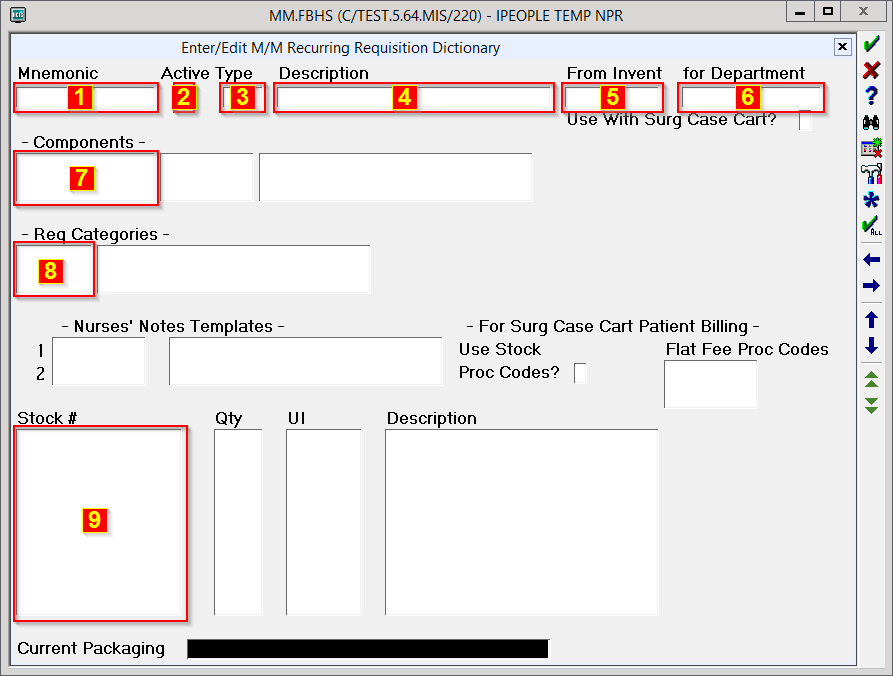 MM.FBHS (C/TEST.5.64.MIS/220) - IPEOPLE TEMP NPR
Enter/Edit M/M Recurring Requisition Dictionary
Mnemonic Active Type Description From Invent for Department
1 2 3 4 5 6
Use With Surg Case Cart?
- Components -
7
- Req Categories -
8
- Nurses' Notes Templates - - For Surg Case Cart Patient Billing -
1 Use Stock Flat Fee Proc Codes
2 Proc Codes?
Stock # Qty UI Description
9
Current Packaging
ALL